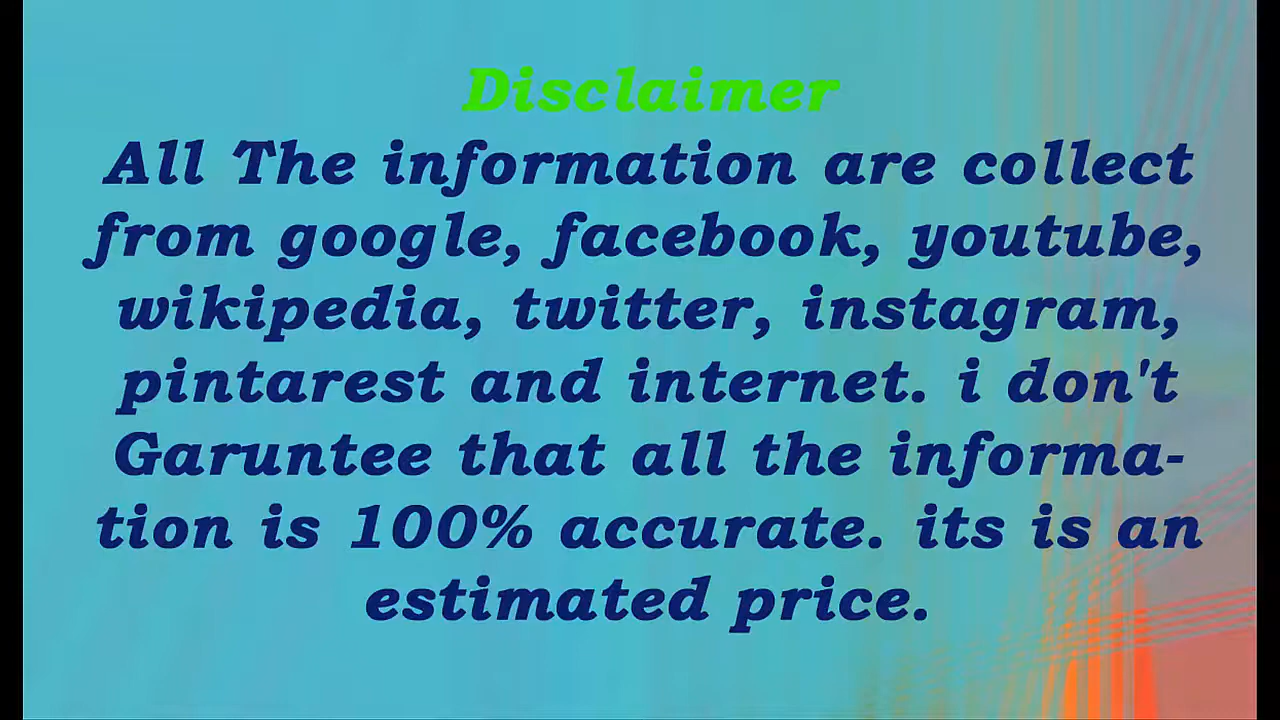 Disclaimer
All The information are collect
from google, facebook, youtube,
wikipedia, twitter, instagram,
pintarest and internet. i don't
Garuntee that all the informa-
tion is 100% accurate. its is an
estimated price.